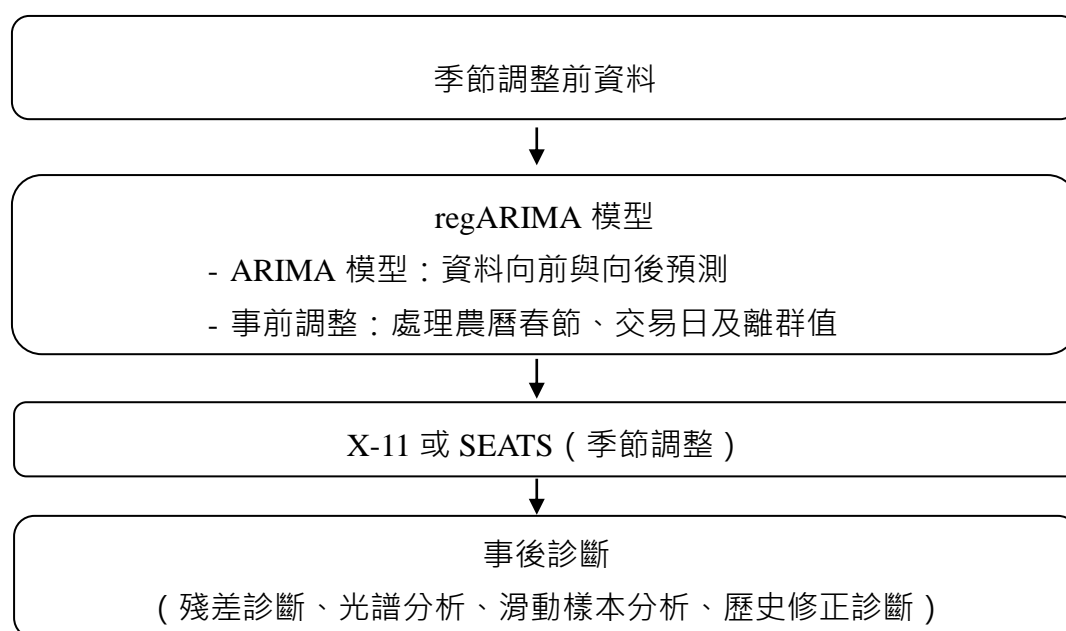 季節調整前資料
regARIMA 模型
- ARIMA 模型：資料向前與向後預測
- 事前調整：處理農曆春節、交易日及離群值
X-11 或 SEATS（季節調整）
事後診斷
（殘差診斷、光譜分析、滑動樣本分析、歷史修正診斷）